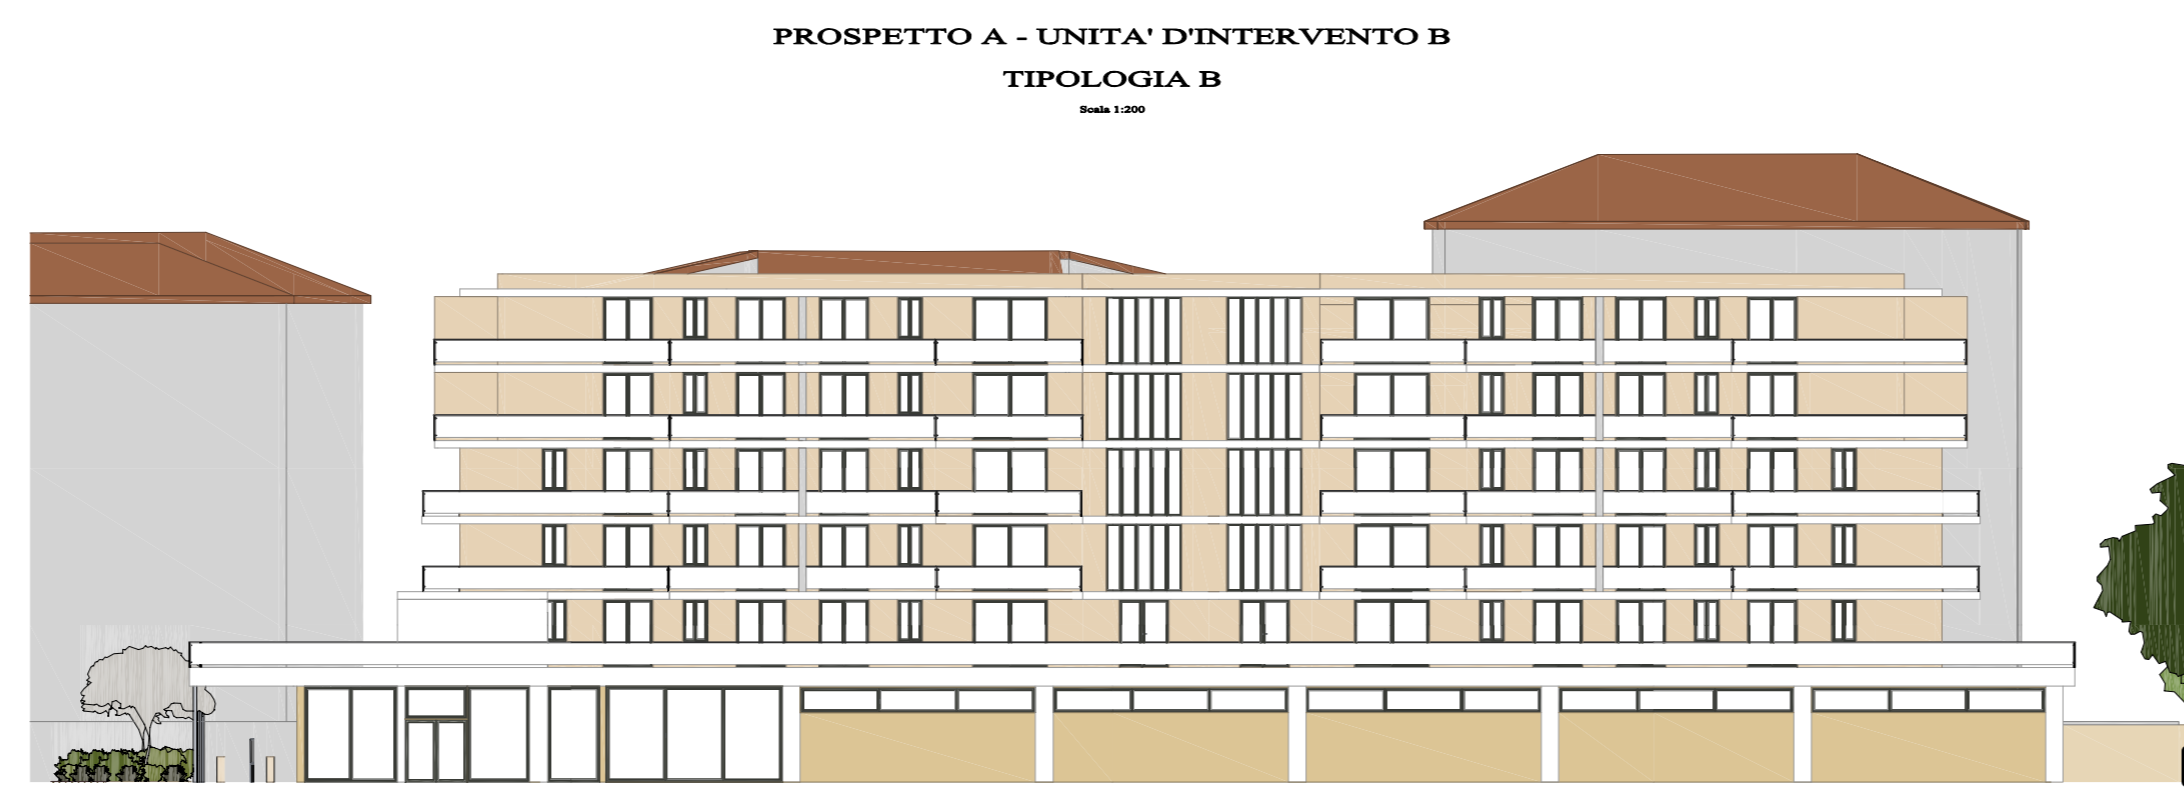 PROSPETTO A - UNITA' D'INTERVENTO B
TIPOLOGIA B
Scala 1:200